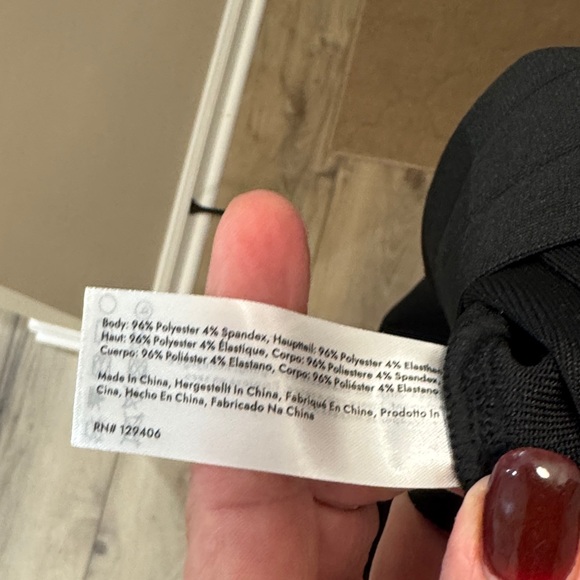 Body: 96% Polyester 4% Spandex, Hauptteil: 96% Polyester 4% Elasthan
Haut: 96% Polyester 4% Élastique, Corpo: 96% Poliestere 4% Spandex,
Cuerpo: 96% Poliéster 4% Elastano, Corpo: 96% Poliéster 4% Elastano
Made In China, Hergestellt In China, Fabriqué En Chine, Prodotto In
Cina, Hecho En China, Fabricado Na China
RN# 129406